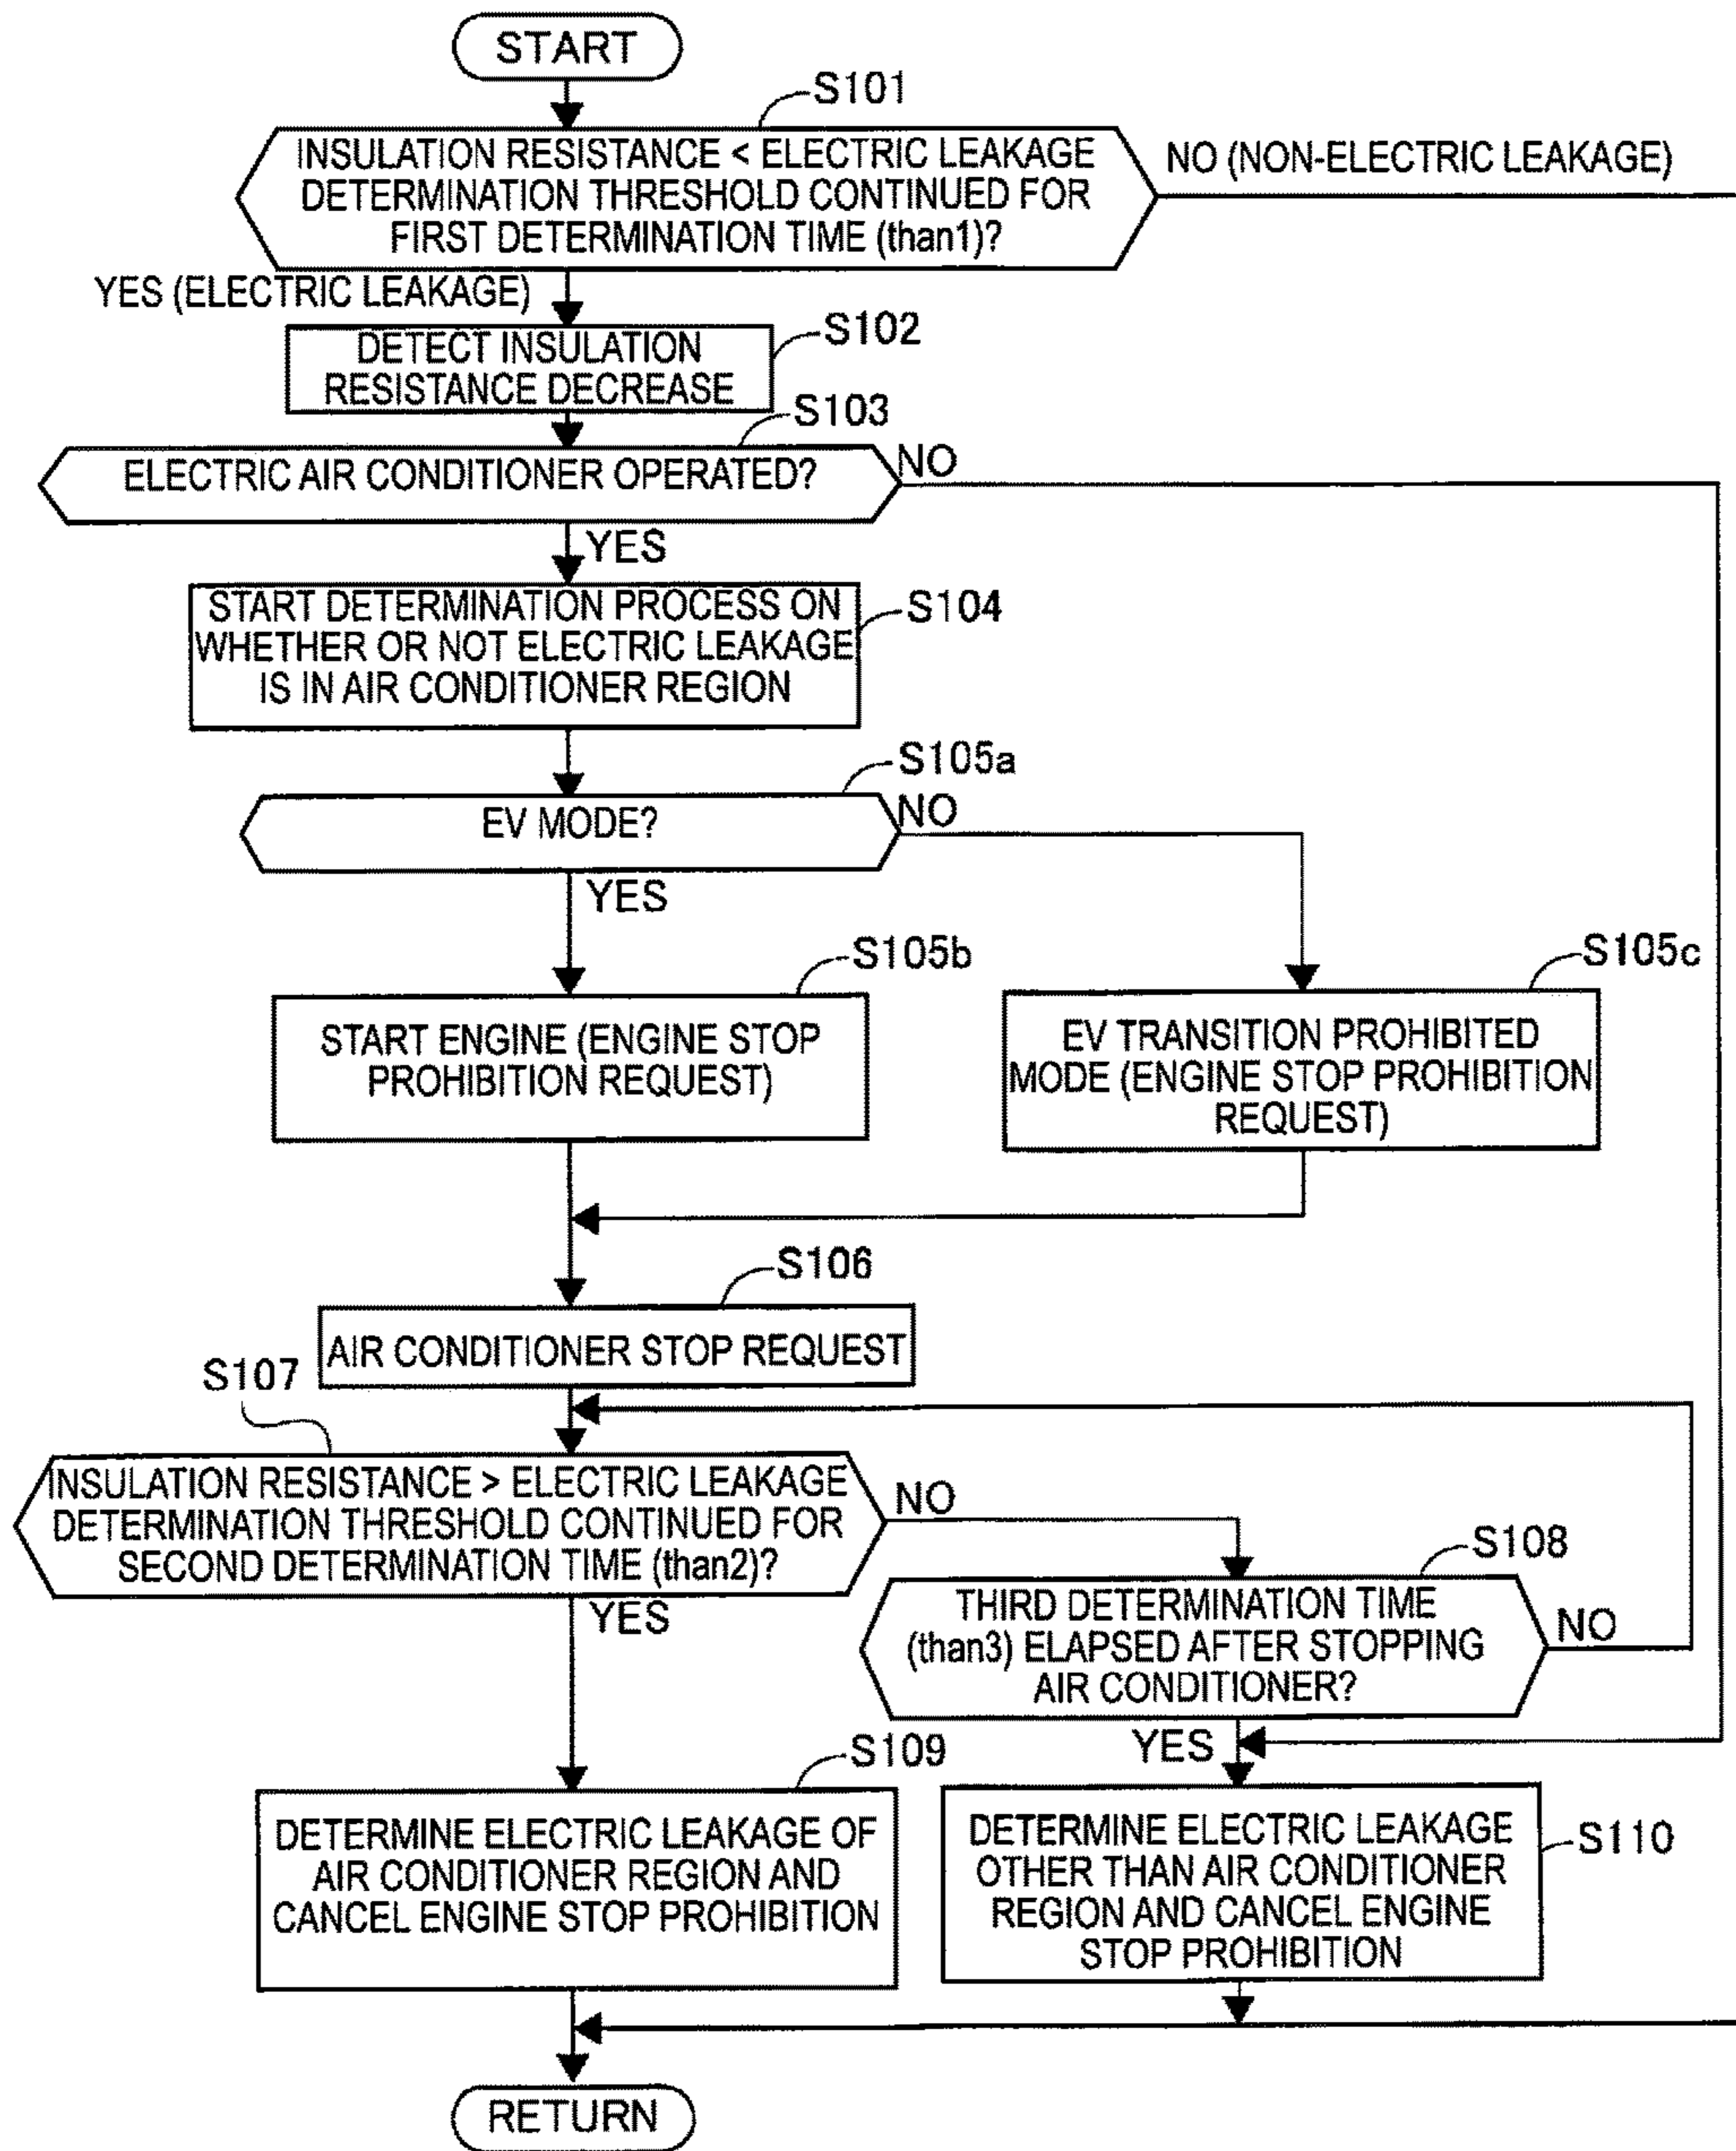 START
S101
INSULATION RESISTANCE < ELECTRIC LEAKAGE
DETERMINATION THRESHOLD CONTINUED FOR
FIRST DETERMINATION TIME (than1)?
NO (NON-ELECTRIC LEAKAGE)
YES (ELECTRIC LEAKAGE)
S102
DETECT INSULATION
RESISTANCE DECREASE
S103
ELECTRIC AIR CONDITIONER OPERATED?
NO
YES
START DETERMINATION PROCESS ON
WHETHER OR NOT ELECTRIC LEAKAGE
IS IN AIR CONDITIONER REGION
S104
S105a
EV MODE?
NO
YES
S105b
START ENGINE (ENGINE STOP
PROHIBITION REQUEST)
S105c
EV TRANSITION PROHIBITED
MODE (ENGINE STOP PROHIBITION
REQUEST)
S106
AIR CONDITIONER STOP REQUEST
S107
INSULATION RESISTANCE > ELECTRIC LEAKAGE
DETERMINATION THRESHOLD CONTINUED FOR
SECOND DETERMINATION TIME (than2)?
NO
YES
S108
THIRD DETERMINATION TIME
(than3) ELAPSED AFTER STOPPING
AIR CONDITIONER?
NO
YES
S109
DETERMINE ELECTRIC LEAKAGE OF
AIR CONDITIONER REGION AND
CANCEL ENGINE STOP PROHIBITION
DETERMINE ELECTRIC LEAKAGE
OTHER THAN AIR CONDITIONER
REGION AND CANCEL ENGINE
STOP PROHIBITION
S110
RETURN